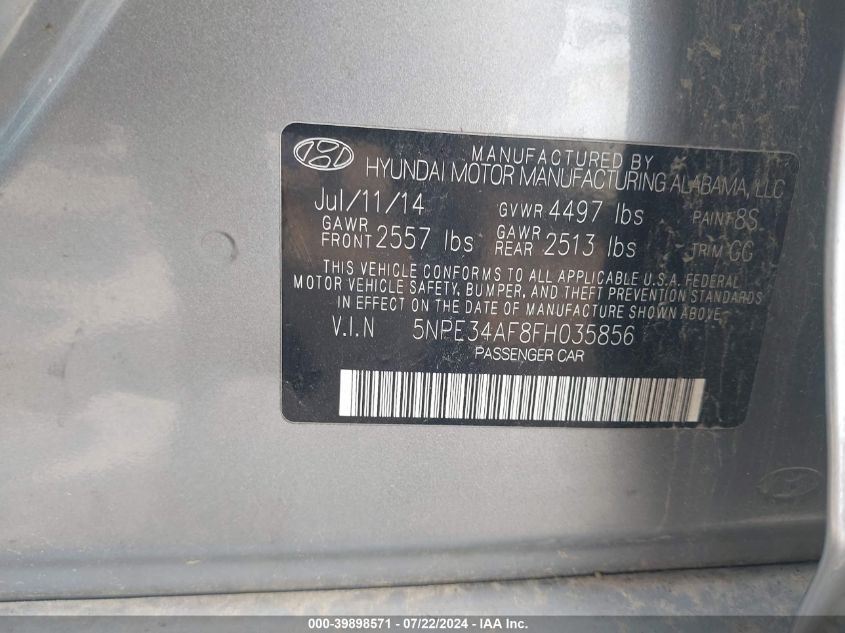 MANUFACTURED BY
HYUNDAI MOTOR MANUFACTURING ALABAMA, LLC
Jul/11/14 GVWR 4497 lbs PAINT 8S
GAWR FRONT 2557 lbs GAWR REAR 2513 lbs TRIM GG
THIS VEHICLE CONFORMS TO ALL APPLICABLE U.S.A. FEDERAL
MOTOR VEHICLE SAFETY, BUMPER, AND THEFT PREVENTION STANDARDS
IN EFFECT ON THE DATE OF MANUFACTURE SHOWN ABOVE.
V.I.N 5NPE34AF8FH035856
PASSENGER CAR
000-39898571 / 07/22/2024 - IAA Inc.